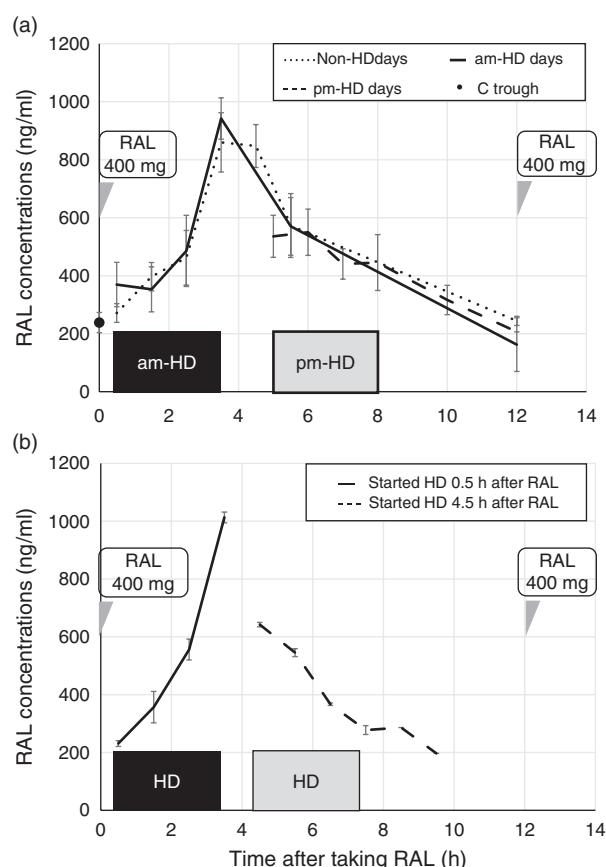 (a)
1200
1000
800
600
400
200
0
RAL concentrations (ng/ml)
Non-HDdays
am-HD days
pm-HD days
C trough
RAL
400 mg
RAL
400 mg
am-HD
pm-HD
0 2 4 6 8 10 12 14
(b)
1200
1000
800
600
400
200
0
RAL concentrations (ng/ml)
Started HD 0.5 h after RAL
Started HD 4.5 h after RAL
RAL
400 mg
RAL
400 mg
HD
HD
0 2 4 6 8 10 12 14
Time after taking RAL (h)